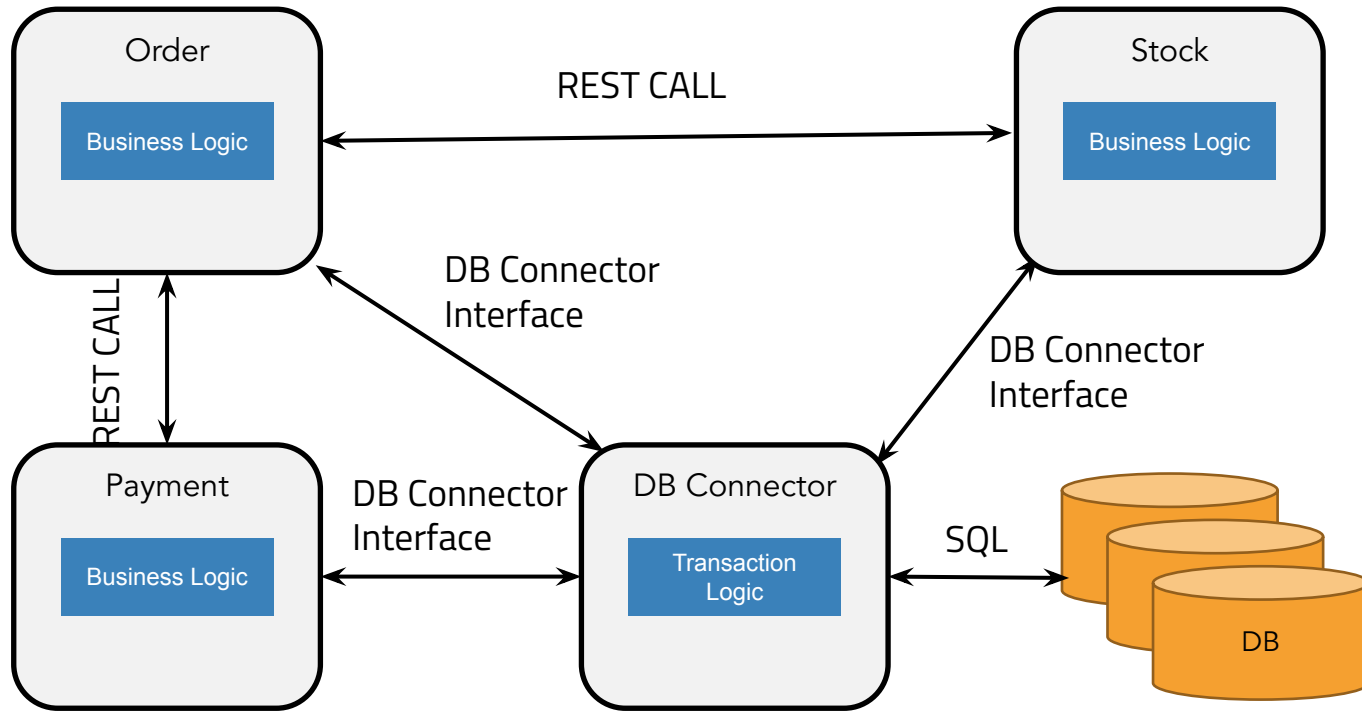 Order
Stock
REST CALL
Business Logic
Business Logic
DB Connector
Interface
REST CALL
DB Connector
Interface
Payment
DB Connector
DB Connector
Interface
SQL
Business Logic
Transaction
Logic
DB